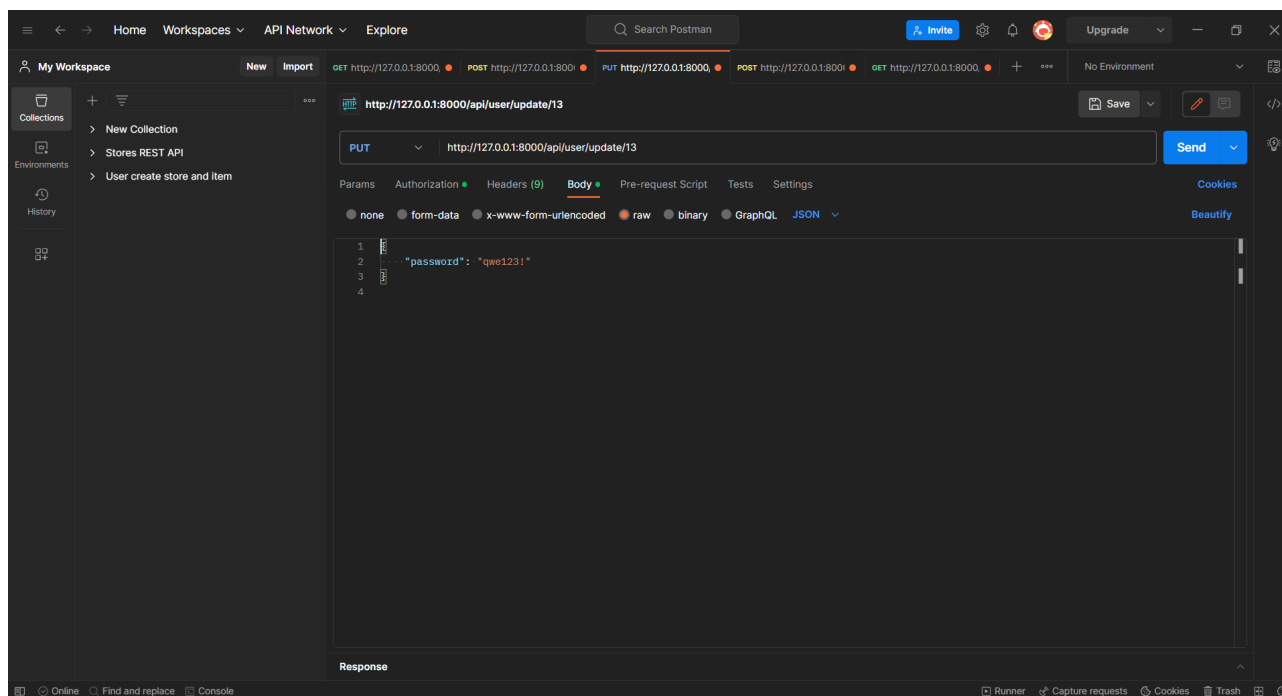 Home Workspaces API Network Explore Search Postman Invite Upgrade
My Workspace New Import GET http://127.0.0.1:8000, POST http://127.0.0.1:800 PUT http://127.0.0.1:8000, POST http://127.0.0.1:800 GET http://127.0.0.1:8000, No Environment
Collections
Environments
History
New Collection
Stores REST API
User create store and item
HTTP http://127.0.0.1:8000/api/user/update/13 Save
PUT http://127.0.0.1:8000/api/user/update/13 Send
Params Authorization Headers (9) Body Pre-request Script Tests Settings Cookies
none form-data x-www-form-urlencoded raw binary GraphQL JSON Beautify
1 {
2 "password": "qwe123!"
3 }
4
Response
Online Find and replace Console Runner Capture requests Cookies Trash